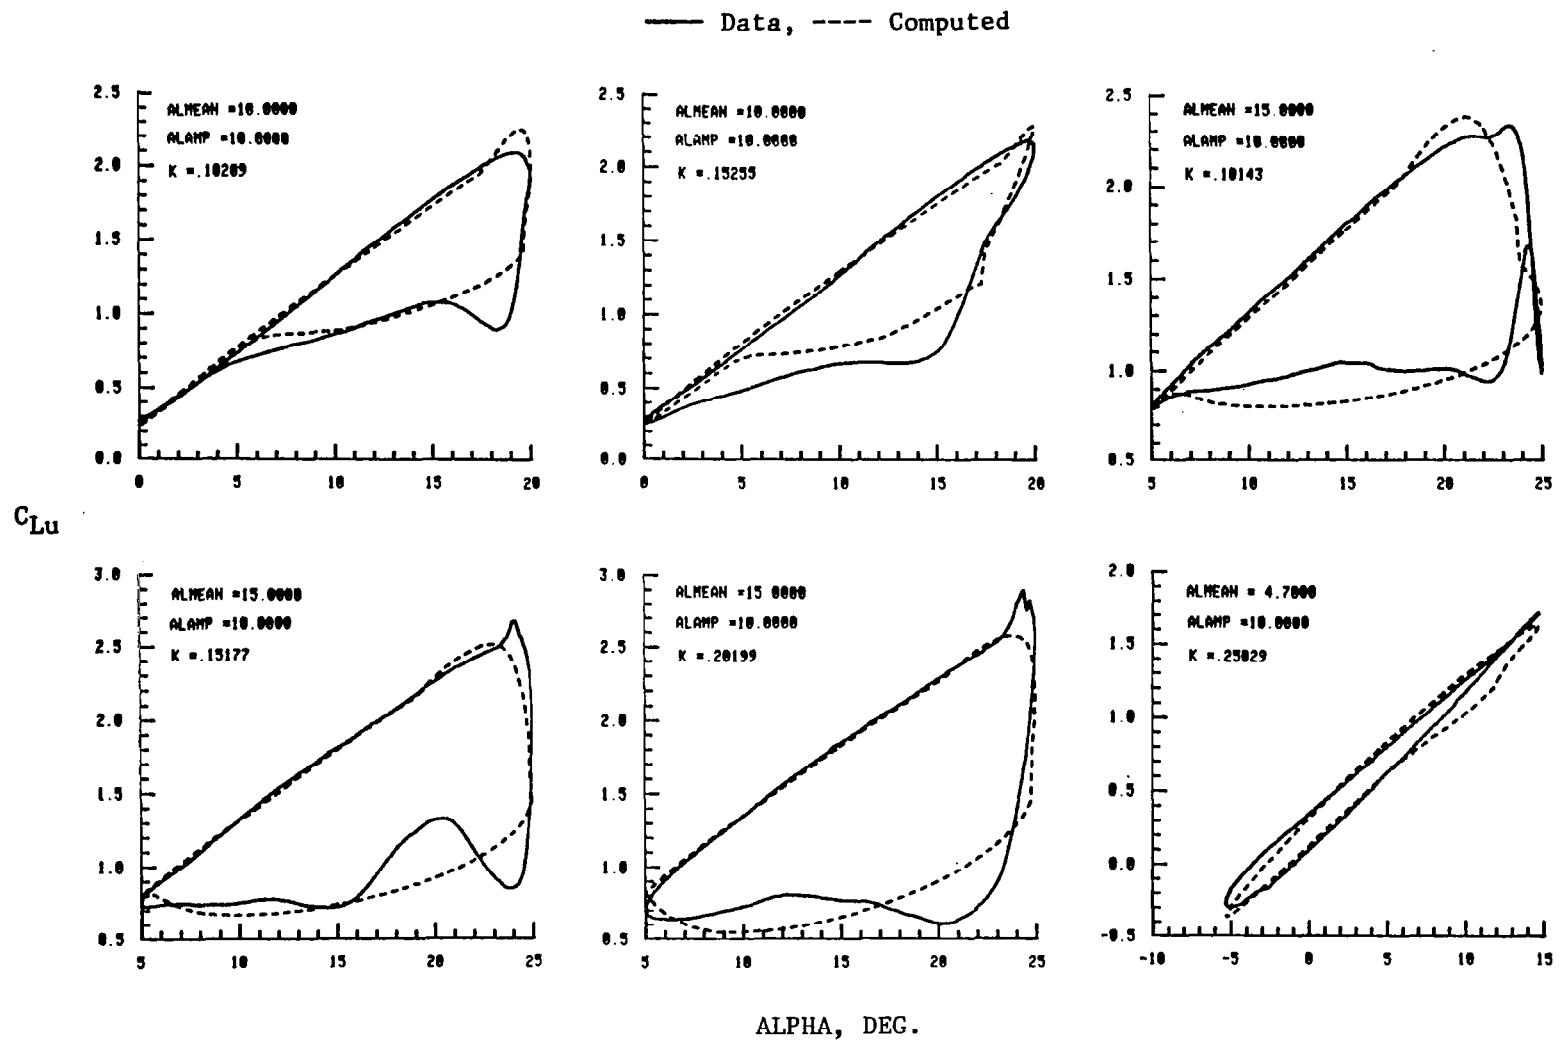 Data, ---- Computed
2.5
ALMEAN =10.0000
ALAMP =10.0000
K =.10209
2.0
1.5
1.0
0.5
0.0
0 5 10 15 20
2.5
ALMEAN =10.0000
ALAMP =10.0000
K =.15255
2.0
1.5
1.0
0.5
0.0
0 5 10 15 20
2.5
ALMEAN =15.0000
ALAMP =10.0000
K =.10143
2.0
1.5
1.0
0.5
5 10 15 20 25
CLu
3.0
ALMEAN =15.0000
ALAMP =10.0000
K =.15177
2.5
2.0
1.5
1.0
0.5
5 10 15 20 25
3.0
ALMEAN =15 0000
ALAMP =10.0000
K =.20199
2.5
2.0
1.5
1.0
0.5
5 10 15 20 25
2.0
ALMEAN = 4.7000
ALAMP =10.0000
K =.25029
1.5
1.0
0.5
0.0
-0.5
-10 -5 0 5 10 15
ALPHA, DEG.